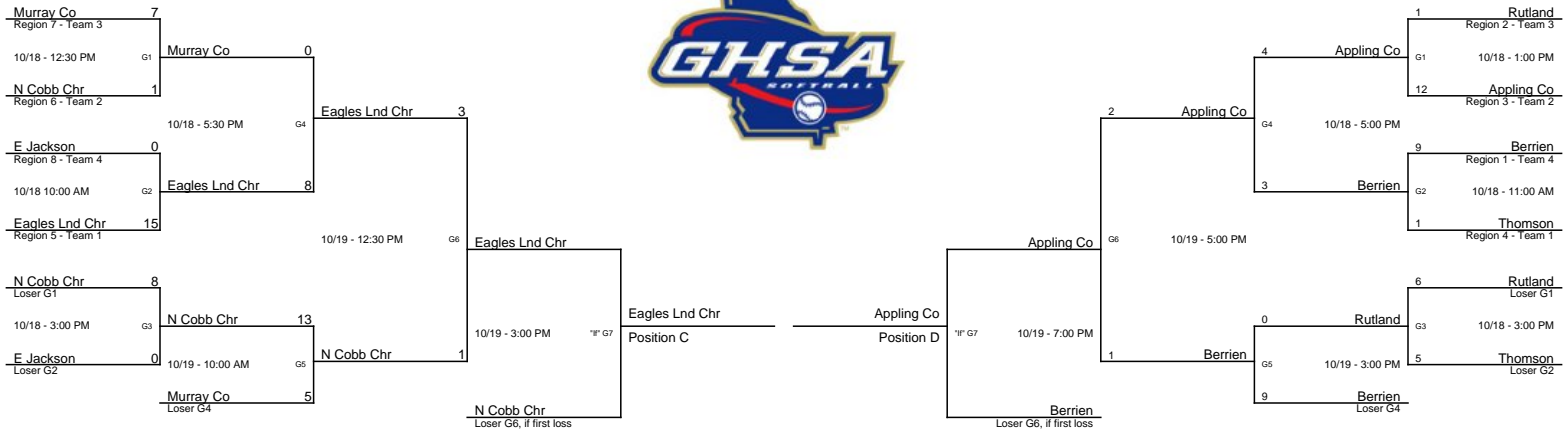 Murray Co 7
Region 7 - Team 3
10/18 - 12:30 PM G1
N Cobb Chr 1
Region 6 - Team 2
Murray Co 0
10/18 - 5:30 PM G4
E Jackson 0
Region 8 - Team 4
10/18 10:00 AM G2
Eagles Lnd Chr 15
Region 5 - Team 1
Eagles Lnd Chr 8
Eagles Lnd Chr 3
10/19 - 12:30 PM G6
N Cobb Chr 8
Loser G1
10/18 - 3:00 PM G3
E Jackson 0
Loser G2
N Cobb Chr 13
10/19 - 10:00 AM G5
Murray Co 5
Loser G4
N Cobb Chr 1
Eagles Lnd Chr
10/19 - 3:00 PM "If" G7
N Cobb Chr
Loser G6, if first loss
Eagles Lnd Chr
Position C
GHSA
SOFTBALL
TM
Appling Co
Position D
Appling Co
"If" G7 10/19 - 7:00 PM
Berrien
Loser G6, if first loss
2 Appling Co
G6 10/19 - 5:00 PM
1 Berrien
4 Appling Co
G4 10/18 - 5:00 PM
3 Berrien
0 Rutland
G5 10/19 - 3:00 PM
9 Berrien
Loser G4
1 Rutland
Region 2 - Team 3
G1 10/18 - 1:00 PM
12 Appling Co
Region 3 - Team 2
9 Berrien
Region 1 - Team 4
G2 10/18 - 11:00 AM
1 Thomson
Region 4 - Team 1
6 Rutland
Loser G1
G3 10/18 - 3:00 PM
5 Thomson
Loser G2